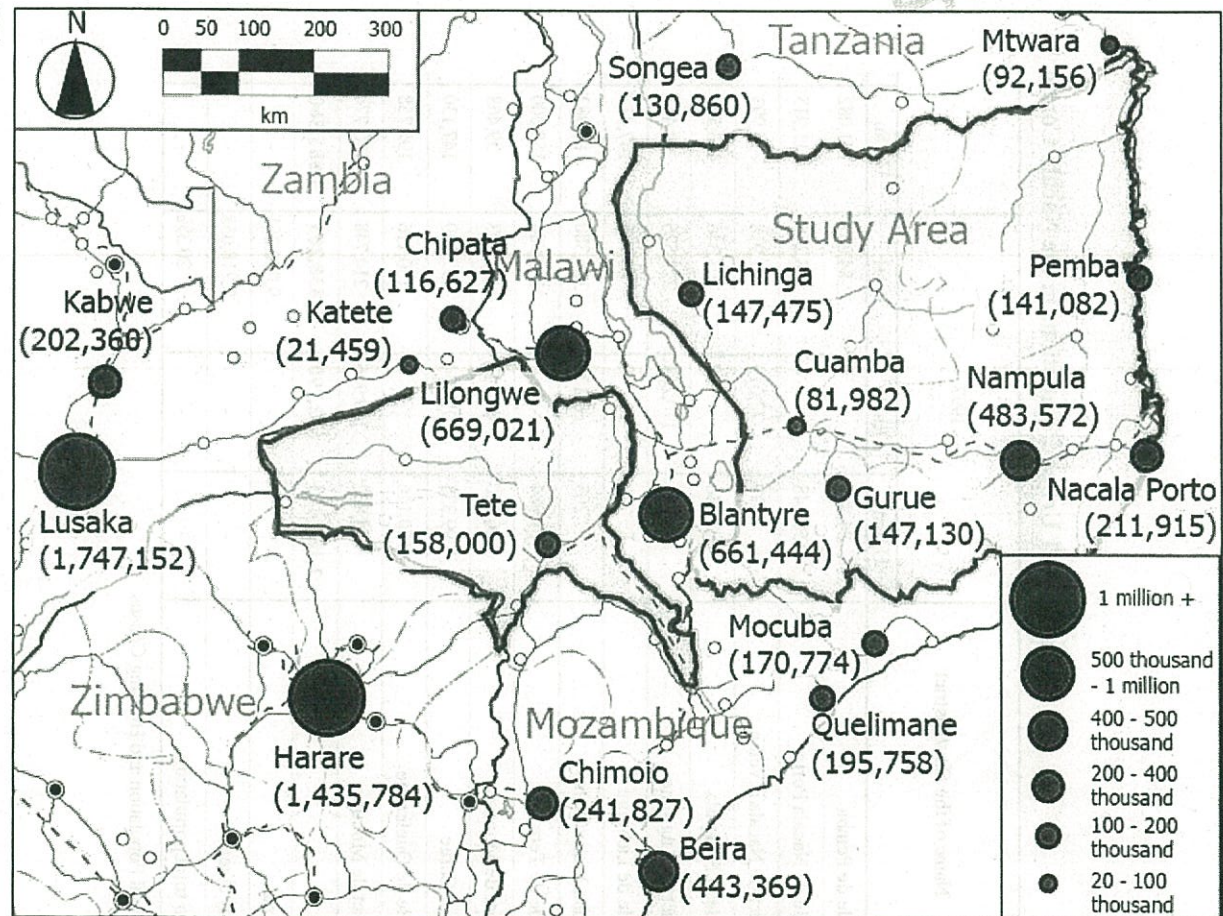 N
0 50 100 200 300
km
Tanzania
Mtwara
(92,156)
Songea
(130,860)
Zambia
Study Area
Chipata
(116,627)
Malawi
Lichinga
(147,475)
Pemba
(141,082)
Kabwe
(202,360)
Katete
(21,459)
Cuamba
(81,982)
Nampula
(483,572)
Lilongwe
(669,021)
Lusaka
(1,747,152)
Tete
(158,000)
Blantyre
(661,444)
Gurue
(147,130)
Nacala Porto
(211,915)
Mocuba
(170,774)
Zimbabwe
Mozambique
Quelimane
(195,758)
Harare
(1,435,784)
Chimoio
(241,827)
Beira
(443,369)
1 million +
500 thousand
- 1 million
400 - 500
thousand
200 - 400
thousand
100 - 200
thousand
20 - 100
thousand